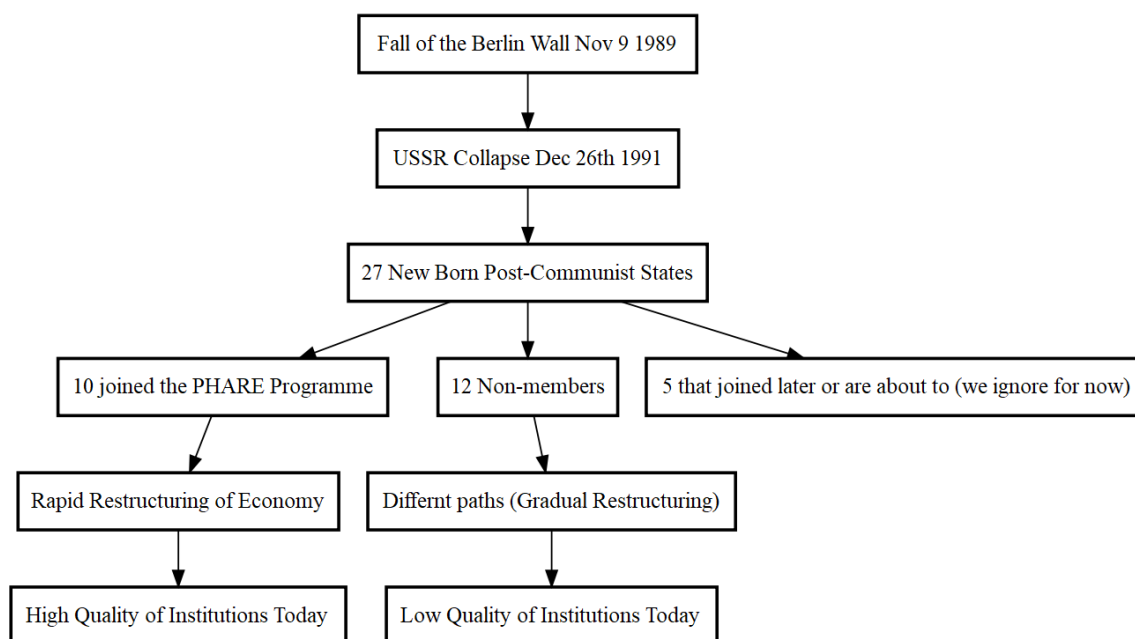 Fall of the Berlin Wall Nov 9 1989
USSR Collapse Dec 26th 1991
27 New Born Post-Communist States
10 joined the PHARE Programme
12 Non-members
5 that joined later or are about to (we ignore for now)
Rapid Restructuring of Economy
Differnt paths (Gradual Restructuring)
High Quality of Institutions Today
Low Quality of Institutions Today